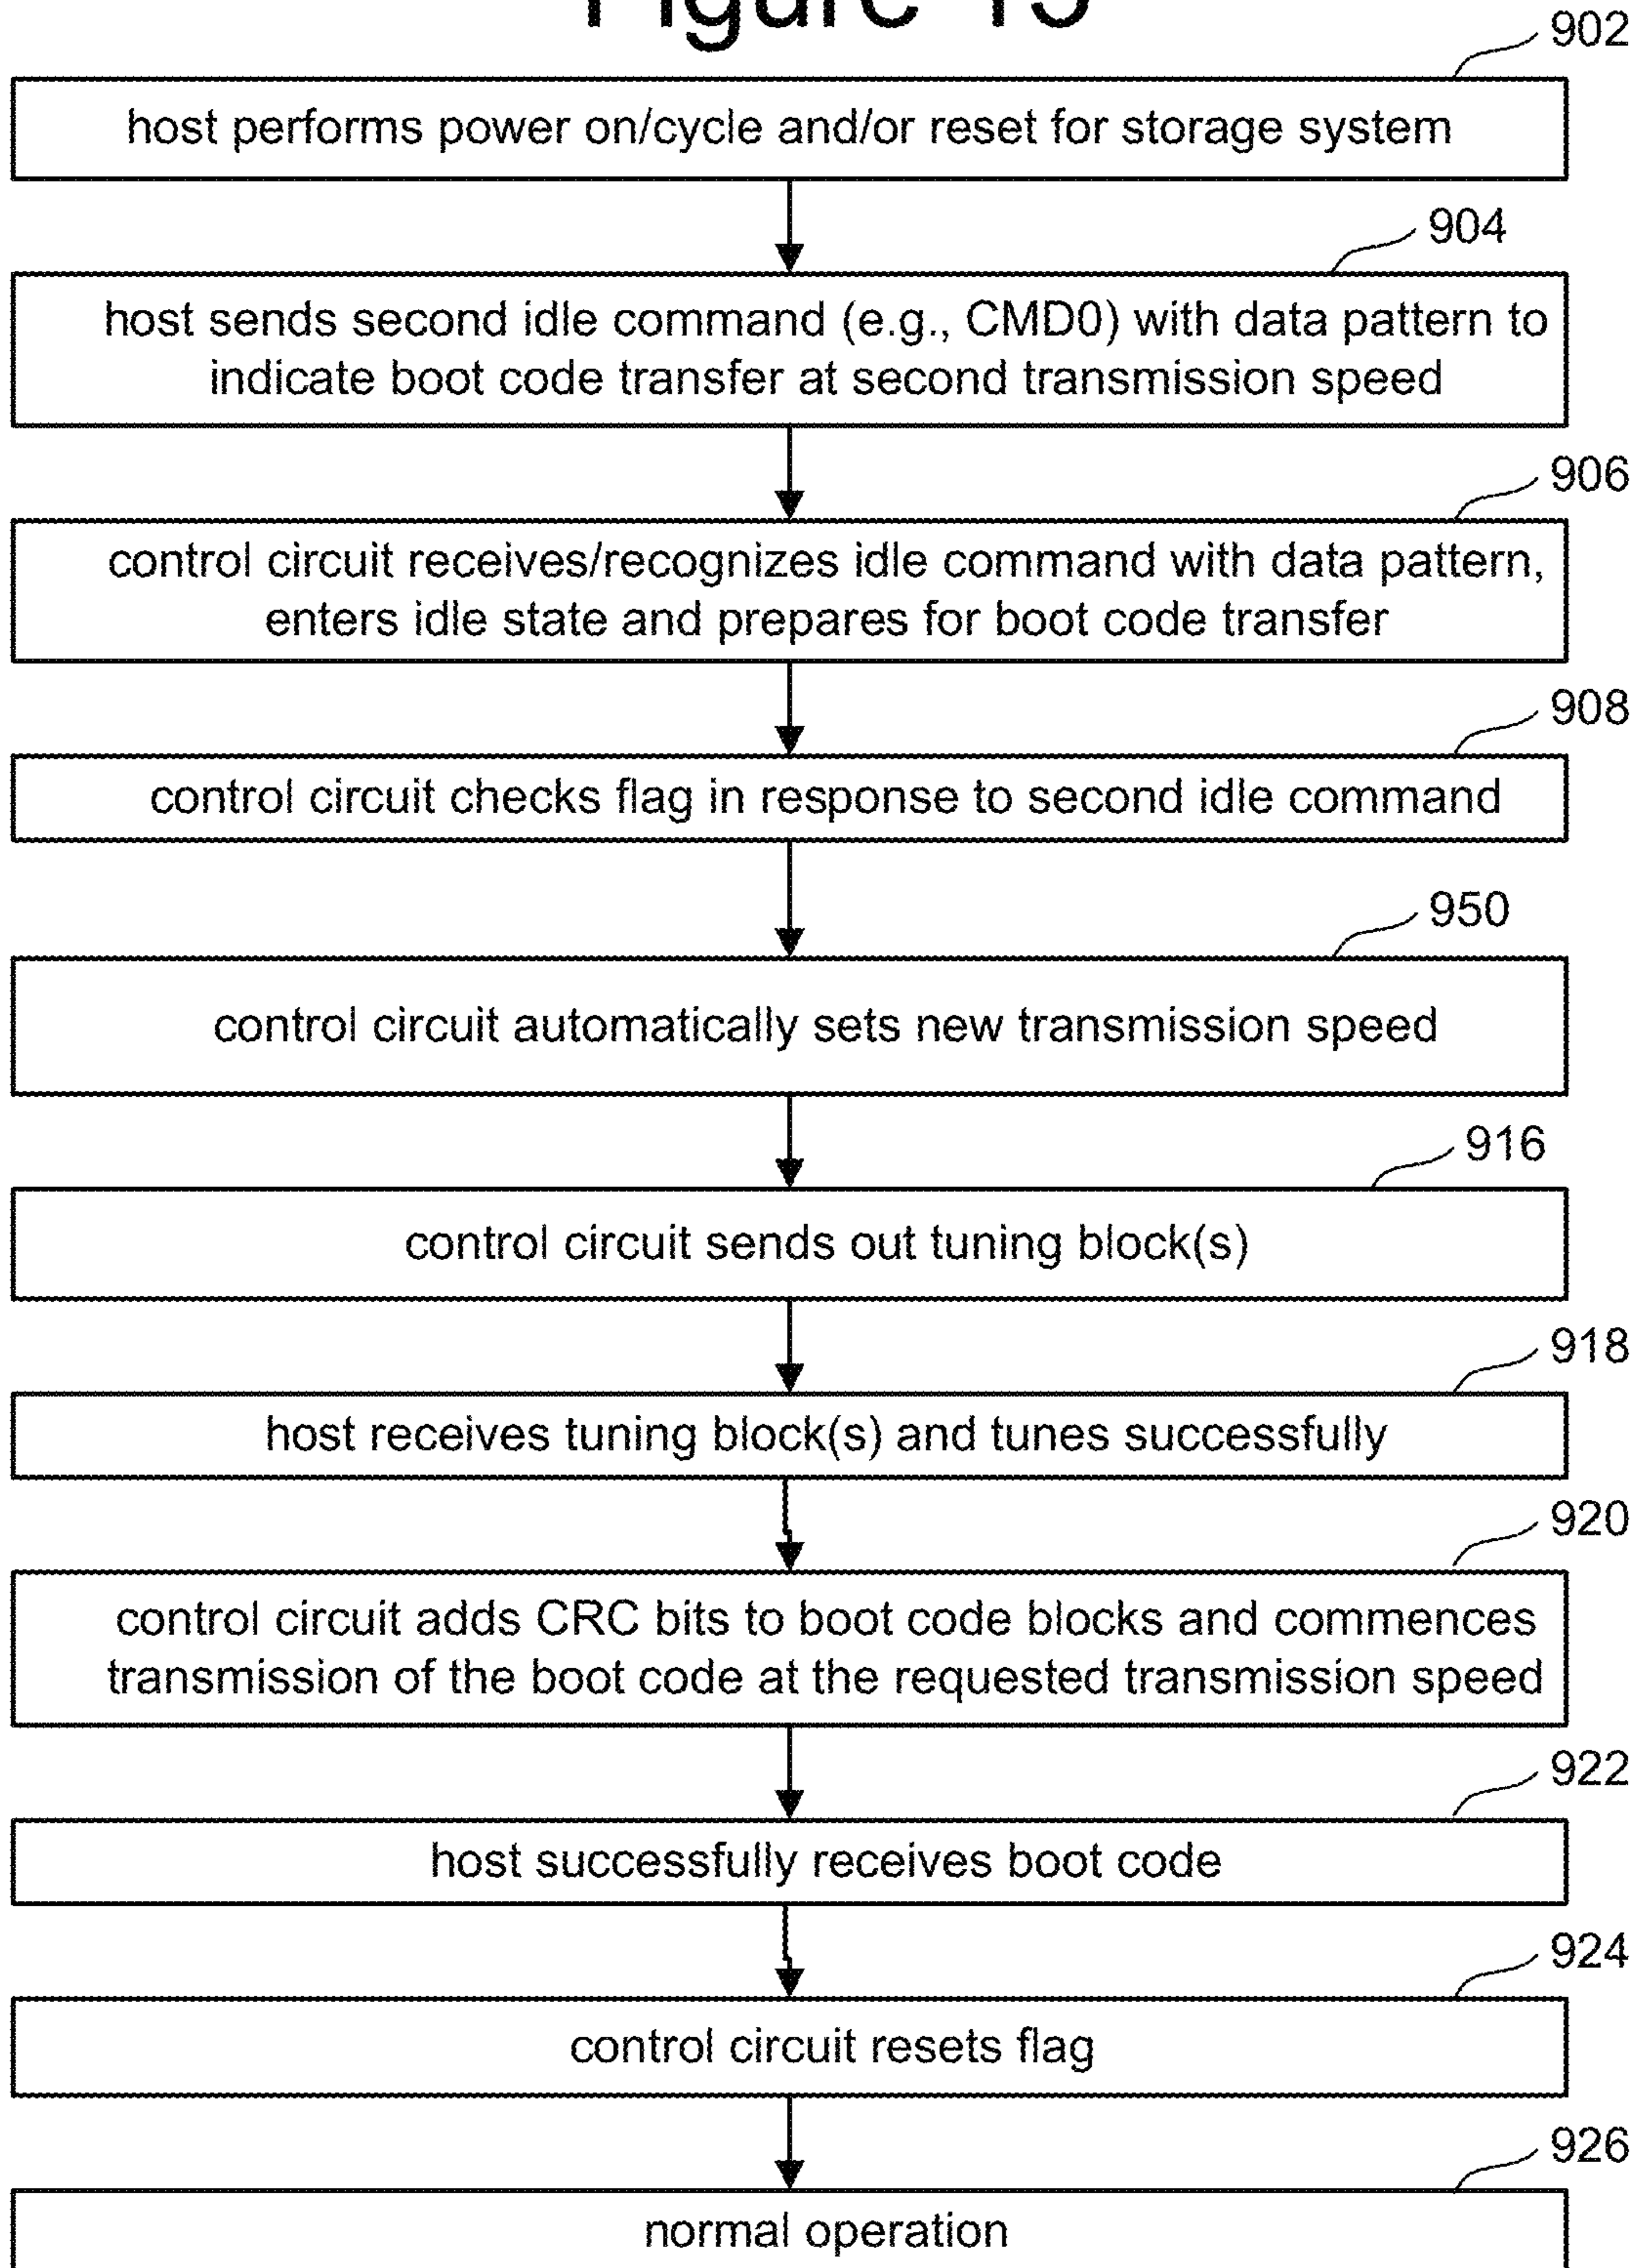 Figure 15
902
host performs power on/cycle and/or reset for storage system
904
host sends second idle command (e.g., CMD0) with data pattern to
indicate boot code transfer at second transmission speed
906
control circuit receives/recognizes idle command with data pattern,
enters idle state and prepares for boot code transfer
908
control circuit checks flag in response to second idle command
950
control circuit automatically sets new transmission speed
916
control circuit sends out tuning block(s)
918
host receives tuning block(s) and tunes successfully
920
control circuit adds CRC bits to boot code blocks and commences
transmission of the boot code at the requested transmission speed
922
host successfully receives boot code
924
control circuit resets flag
926
normal operation